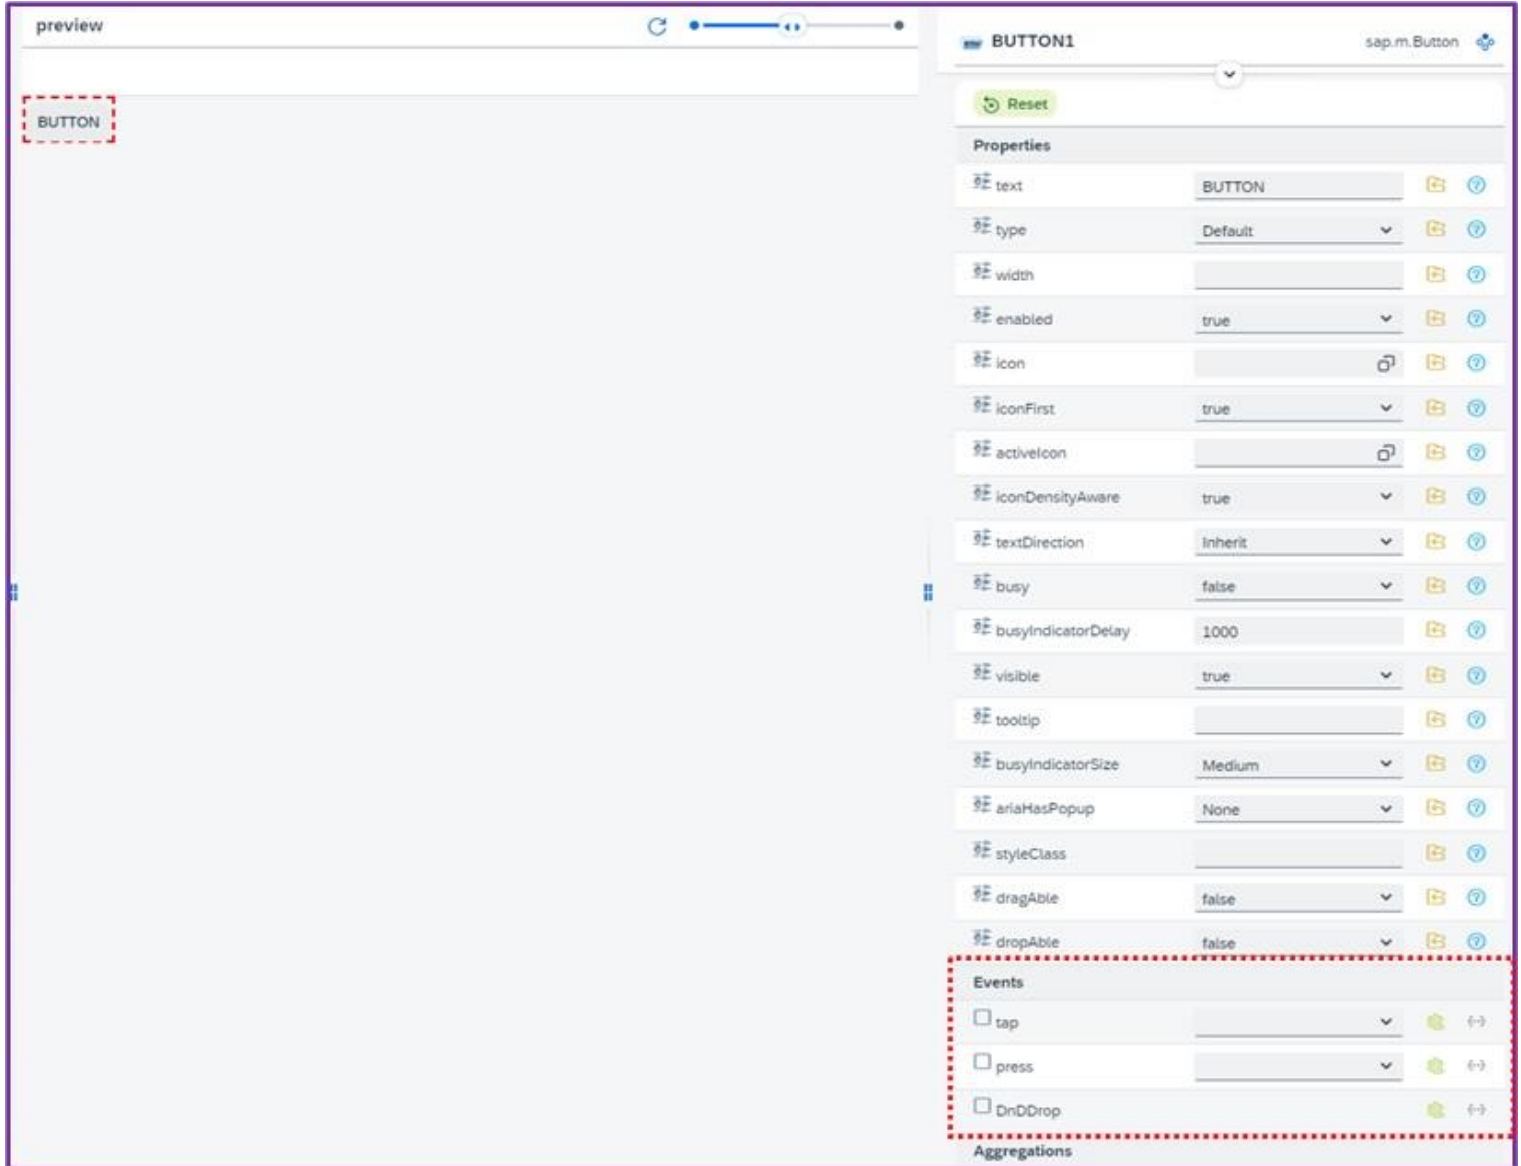 preview
BUTTON
BUTTON1 sap.m.Button
Reset
Properties
text BUTTON
type Default
width
enabled true
icon
iconFirst true
activeIcon
iconDensityAware true
textDirection Inherit
busy false
busyIndicatorDelay 1000
visible true
tooltip
busyIndicatorSize Medium
ariaHasPopup None
styleClass
dragAble false
dropAble false
Events
tap
press
DnDDrop
Aggregations